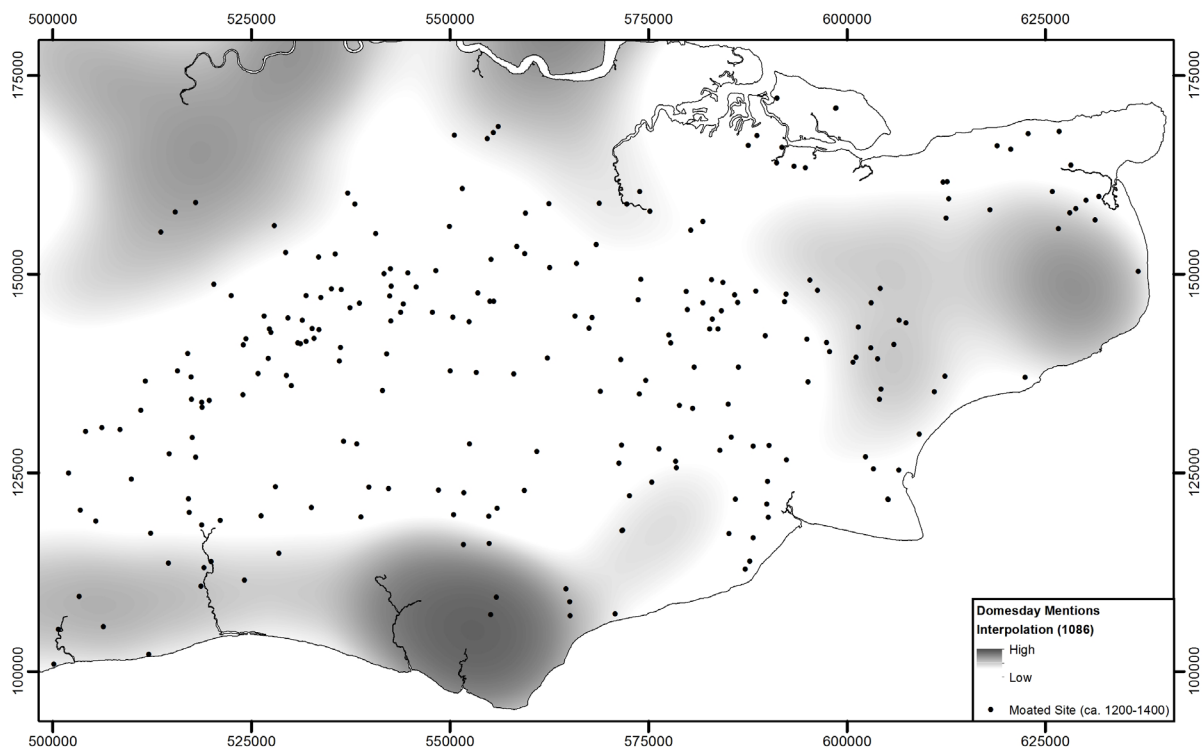 500000 525000 550000 575000 600000 625000
175000 175000
150000 150000
125000 125000
100000 100000
Domesday Mentions
Interpolation (1086)
High
Low
Moated Site (ca. 1200-1400)
500000 525000 550000 575000 600000 625000